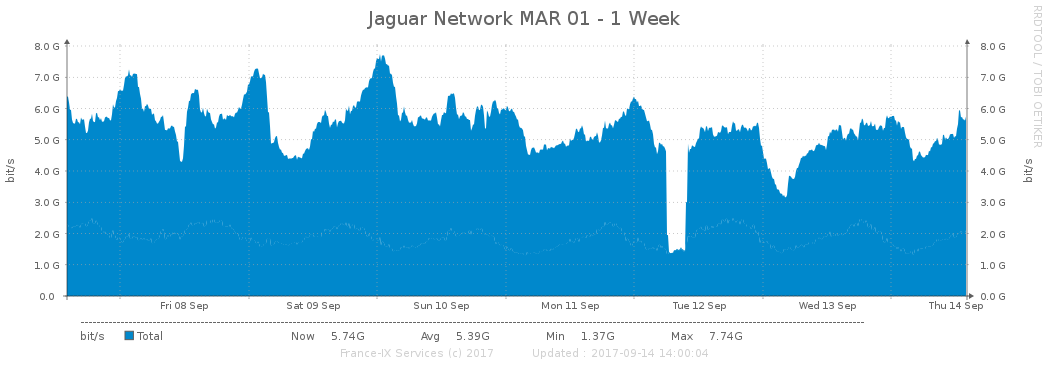 Jaguar Network MAR 01 - 1 Week
RRDTOOL / TOBI OETIKER
8.0 G 8.0 G
7.0 G 7.0 G
6.0 G 6.0 G
5.0 G 5.0 G
4.0 G 4.0 G
3.0 G 3.0 G
2.0 G 2.0 G
1.0 G 1.0 G
0.0 0.0 G
bit/s
bit/s
Fri 08 Sep Sat 09 Sep Sun 10 Sep Mon 11 Sep Tue 12 Sep Wed 13 Sep Thu 14 Sep
bit/s Total Now 5.74G Avg 5.39G Min 1.37G Max 7.74G
France-IX Services (c) 2017 Updated : 2017-09-14 14:00:04